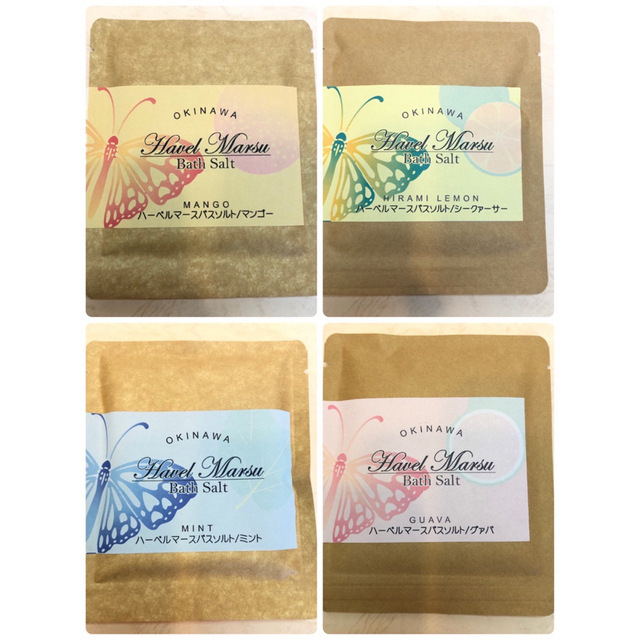 OKINAWA
Havel Marsu
Bath Salt
MANGO
ハーベルマースバスソルト/マンゴー
OKINAWA
Havel Marsu
Bath Salt
HIRAMI LEMON
ハーベルマースバスソルト/シークァーサー
OKINAWA
Havel Marsu
Bath Salt
MINT
ハーベルマースバスソルト/ミント
OKINAWA
Havel Marsu
Bath Salt
GUAVA
ハーベルマースバスソルト/グァバ